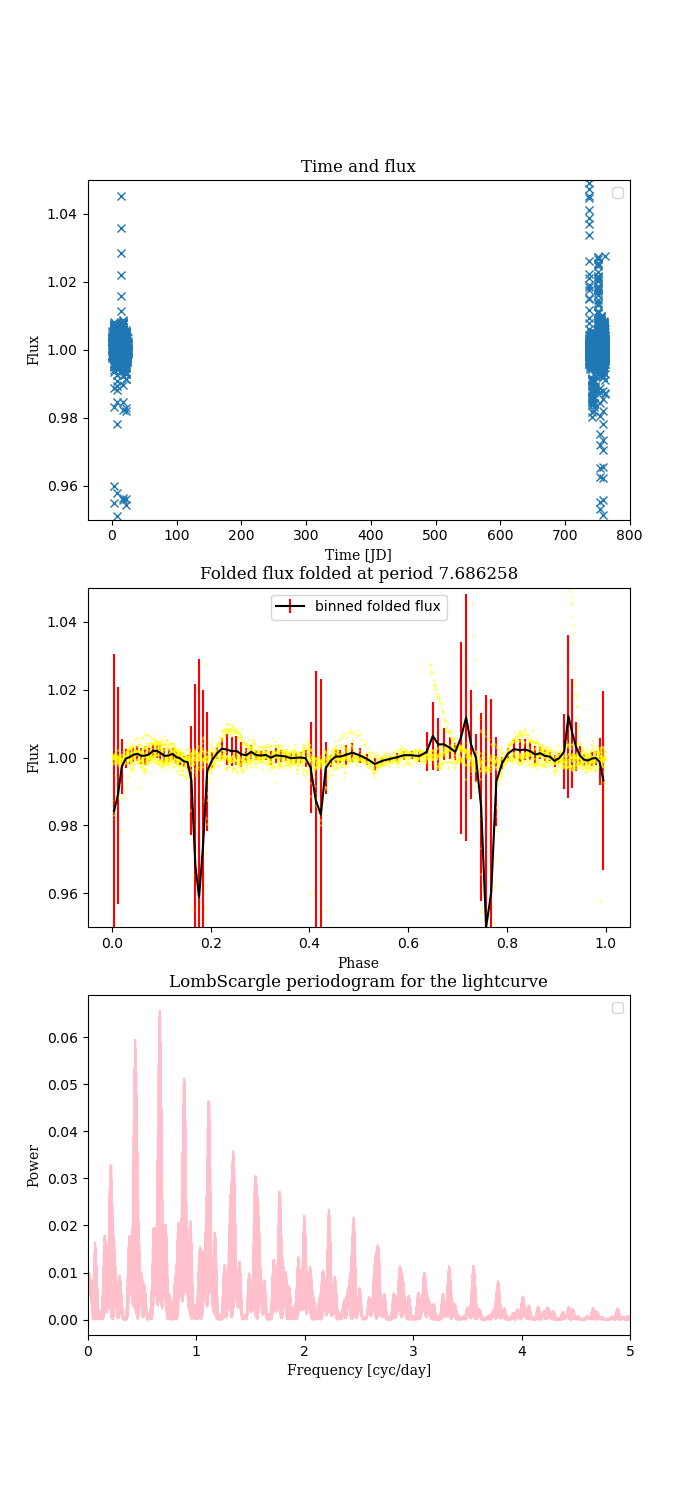 Time and flux
1.04
1.02
1.00
0.98
0.96
Flux
0 100 200 300 400 500 600 700 800
Time [JD]
Folded flux folded at period 7.686258
binned folded flux
1.04
1.02
1.00
0.98
0.96
Flux
0.0 0.2 0.4 0.6 0.8 1.0
Phase
LombScargle periodogram for the lightcurve
0.06
0.05
0.04
0.03
0.02
0.01
0.00
Power
0 1 2 3 4 5
Frequency [cyc/day]